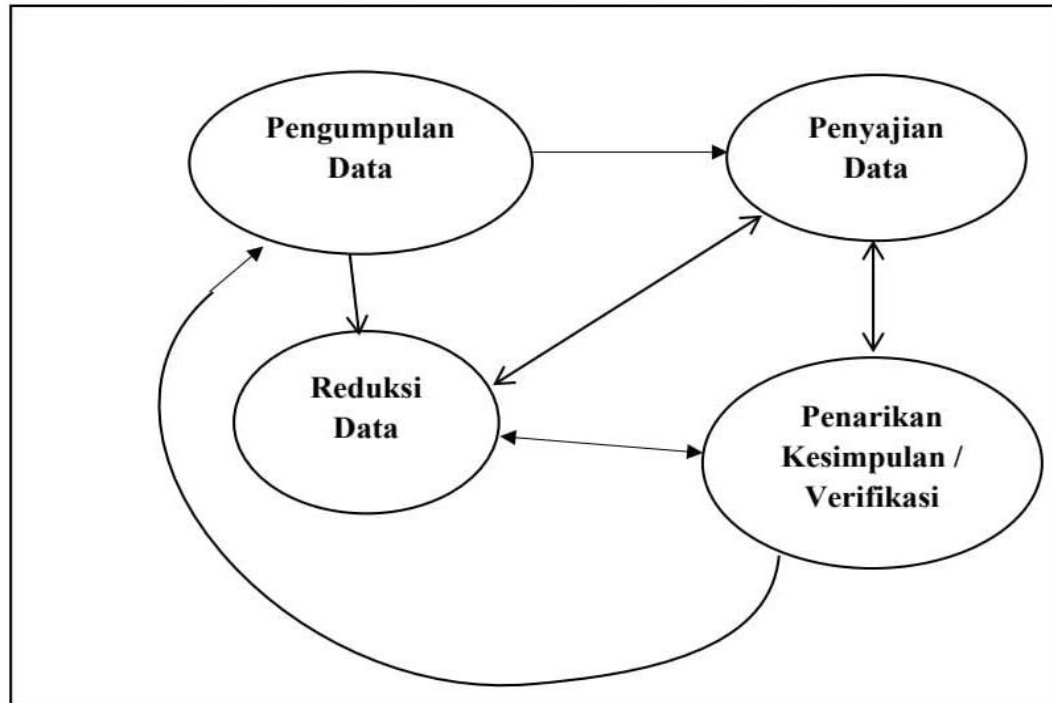 Pengumpulan
Data
Penyajian
Data
Reduksi
Data
Penarikan
Kesimpulan /
Verifikasi